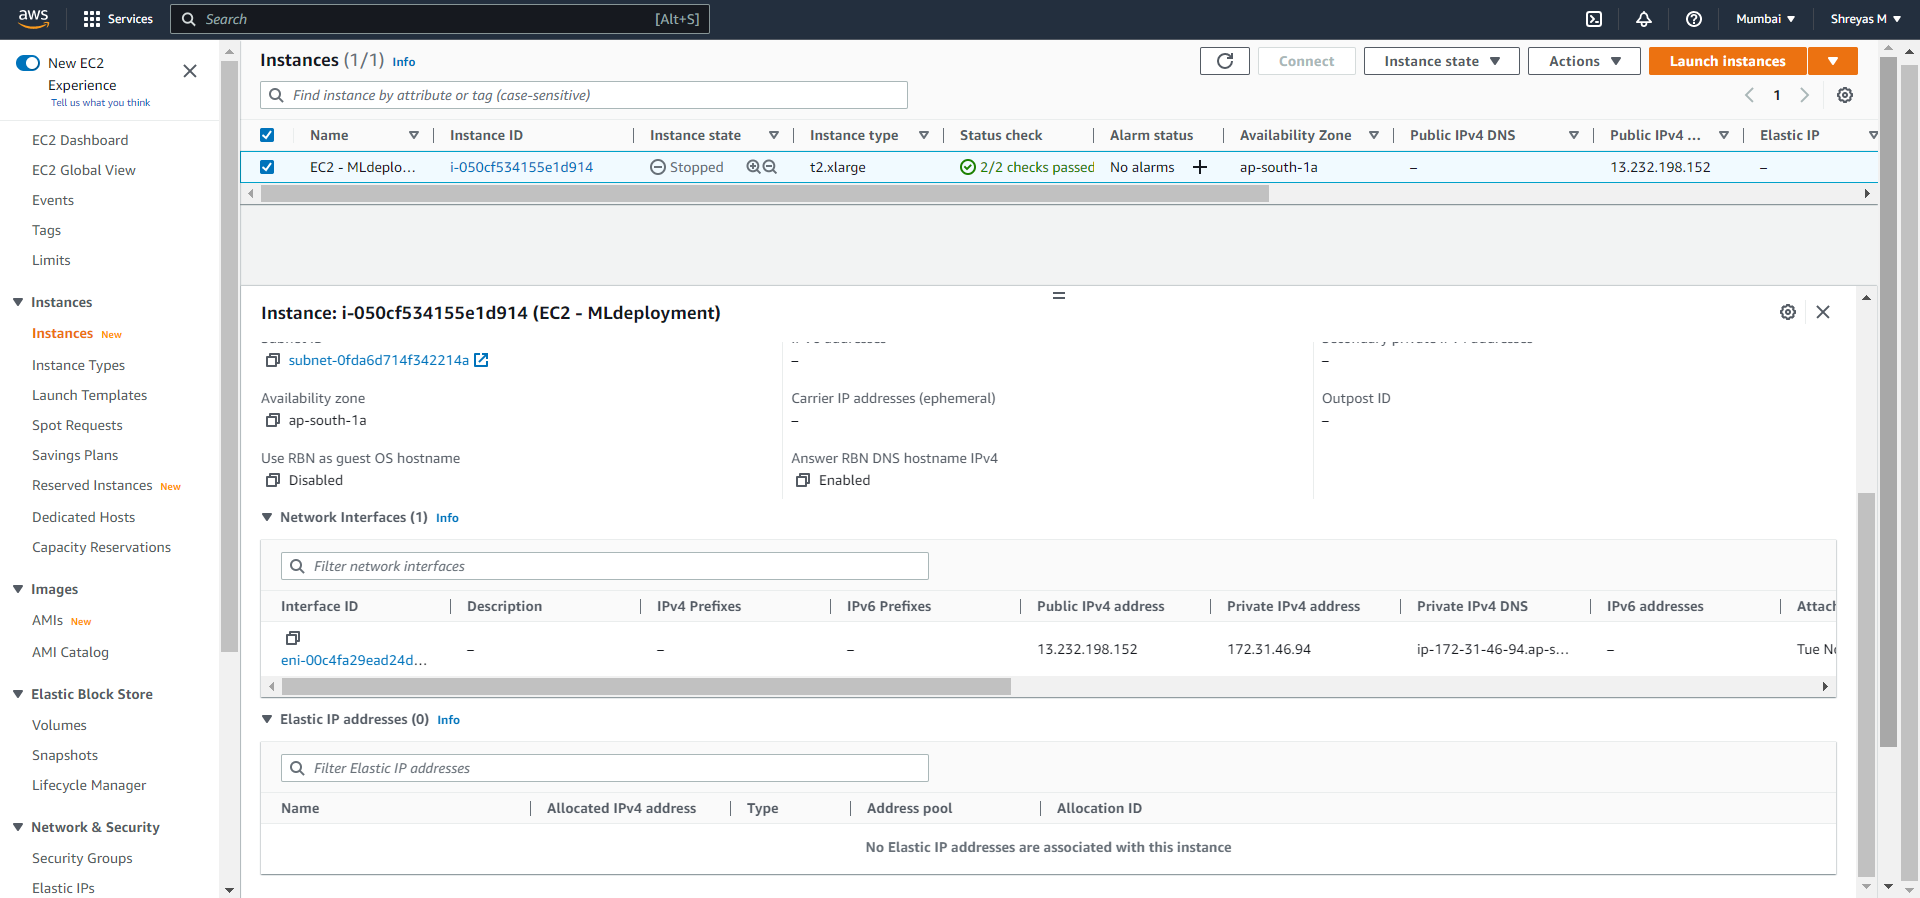 aws
Services
Search
[Alt+S]
Mumbai
Shreyas M
New EC2
Experience
Tell us what you think
EC2 Dashboard
EC2 Global View
Events
Tags
Limits
Instances
Instances New
Instance Types
Launch Templates
Spot Requests
Savings Plans
Reserved Instances New
Dedicated Hosts
Capacity Reservations
Images
AMIs New
AMI Catalog
Elastic Block Store
Volumes
Snapshots
Lifecycle Manager
Network & Security
Security Groups
Elastic IPs
Instances (1/1) Info
Connect
Instance state
Actions
Launch instances
Find instance by attribute or tag (case-sensitive)
1
Name Instance ID Instance state Instance type Status check Alarm status Availability Zone Public IPv4 DNS Public IPv4 ... Elastic IP
EC2 - MLdeplo... i-050cf534155e1d914 Stopped t2.xlarge 2/2 checks passed No alarms + ap-south-1a – 13.232.198.152 –
Instance: i-050cf534155e1d914 (EC2 - MLdeployment)
subnet-0fda6d714f342214a
–
–
Availability zone
ap-south-1a
Carrier IP addresses (ephemeral)
–
Outpost ID
–
Use RBN as guest OS hostname
Disabled
Answer RBN DNS hostname IPv4
Enabled
Network Interfaces (1) Info
Filter network interfaces
Interface ID Description IPv4 Prefixes IPv6 Prefixes Public IPv4 address Private IPv4 address Private IPv4 DNS IPv6 addresses Attach
eni-00c4fa29ead24d... – – – 13.232.198.152 172.31.46.94 ip-172-31-46-94.ap-s... – Tue No
Elastic IP addresses (0) Info
Filter Elastic IP addresses
Name Allocated IPv4 address Type Address pool Allocation ID
No Elastic IP addresses are associated with this instance